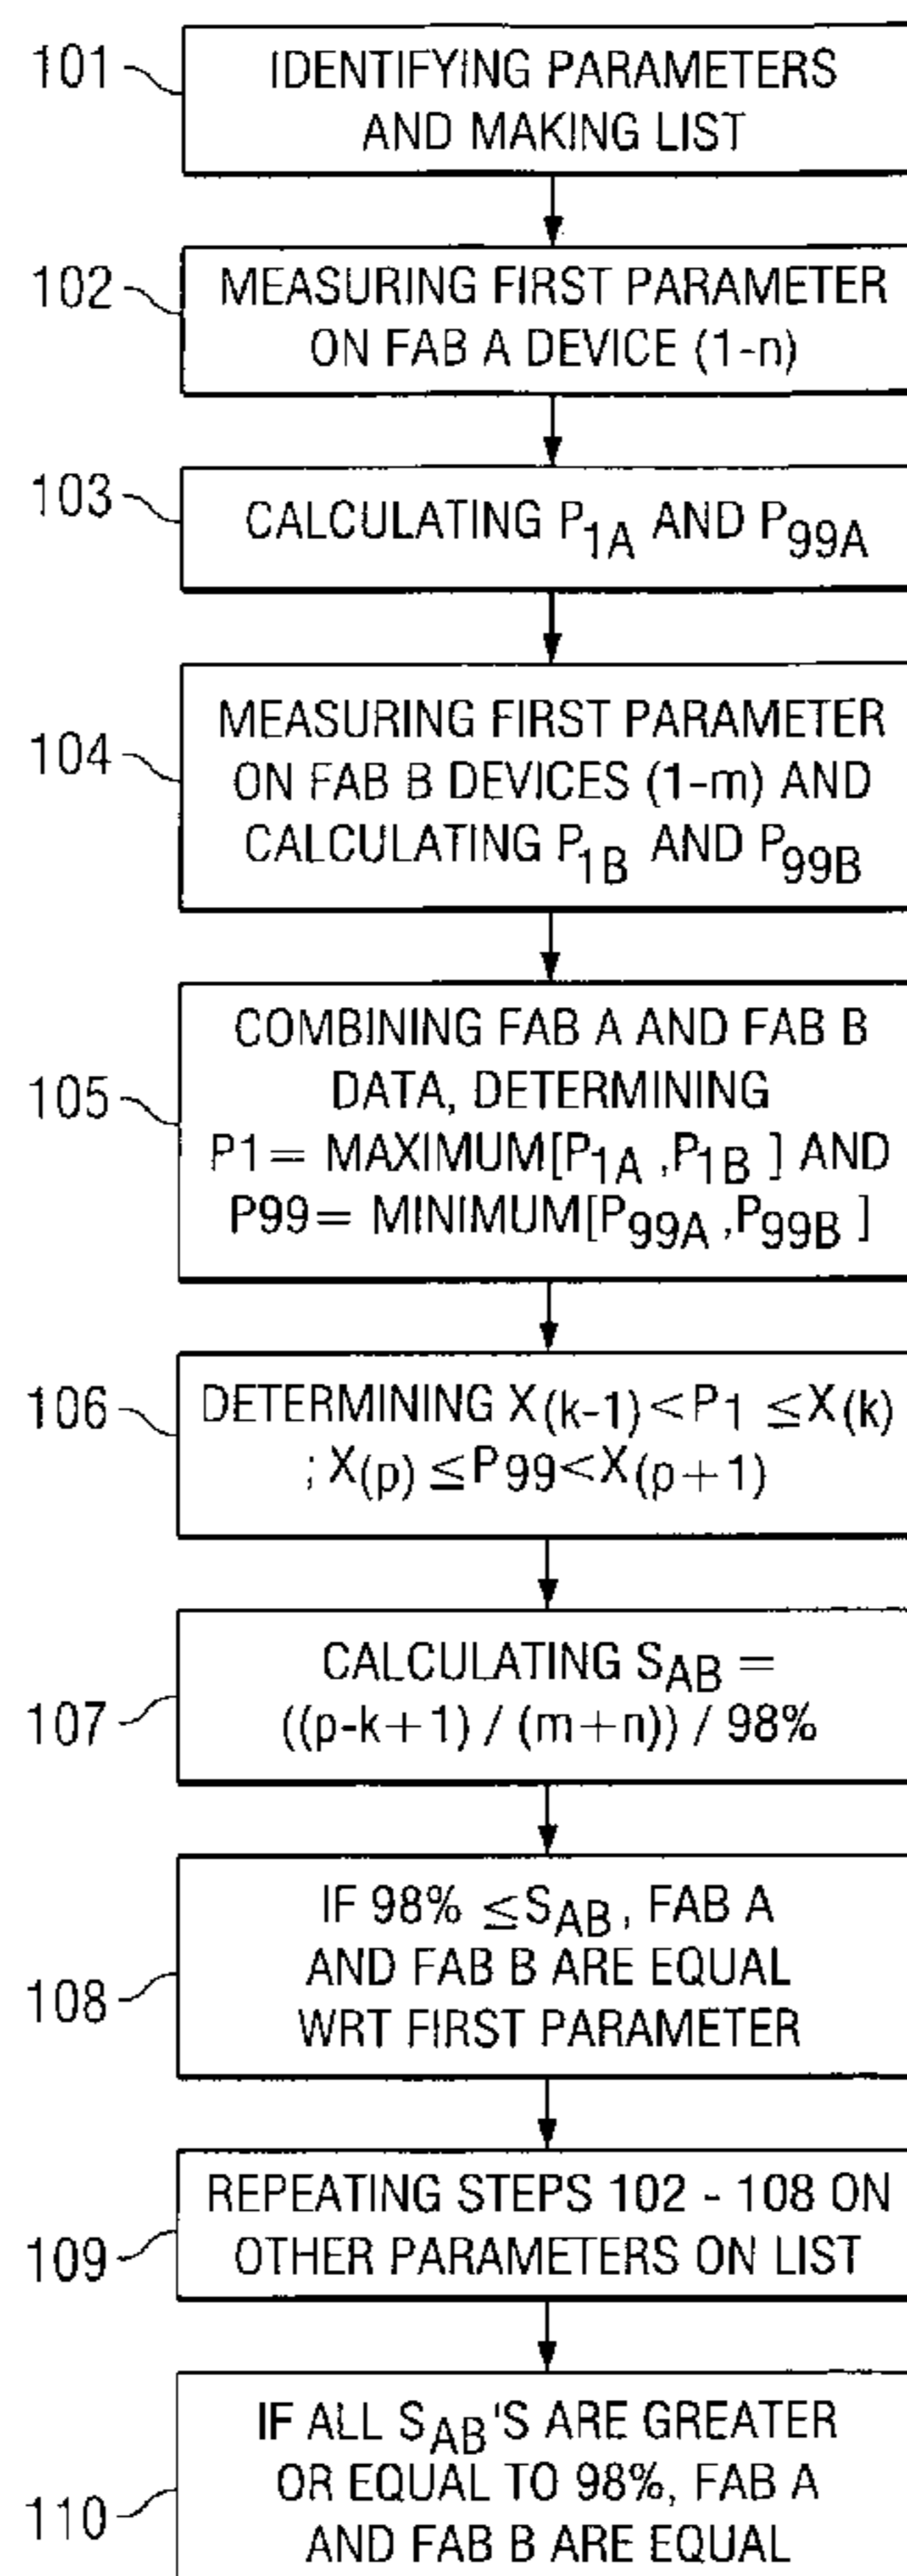 101
IDENTIFYING PARAMETERS
AND MAKING LIST
102
MEASURING FIRST PARAMETER
ON FAB A DEVICE (1-n)
103
CALCULATING P1A AND P99A
104
MEASURING FIRST PARAMETER
ON FAB B DEVICES (1-m) AND
CALCULATING P1B AND P99B
105
COMBINING FAB A AND FAB B
DATA, DETERMINING
P1= MAXIMUM[P1A ,P1B ] AND
P99= MINIMUM[P99A ,P99B ]
106
DETERMINING X(k-1)<P1 ≤X(k)
; X(p) ≤P99<X(p+1)
107
CALCULATING SAB =
((p-k+1) / (m+n)) / 98%
108
IF 98% ≤SAB, FAB A
AND FAB B ARE EQUAL
WRT FIRST PARAMETER
109
REPEATING STEPS 102 - 108 ON
OTHER PARAMETERS ON LIST
110
IF ALL SAB'S ARE GREATER
OR EQUAL TO 98%, FAB A
AND FAB B ARE EQUAL